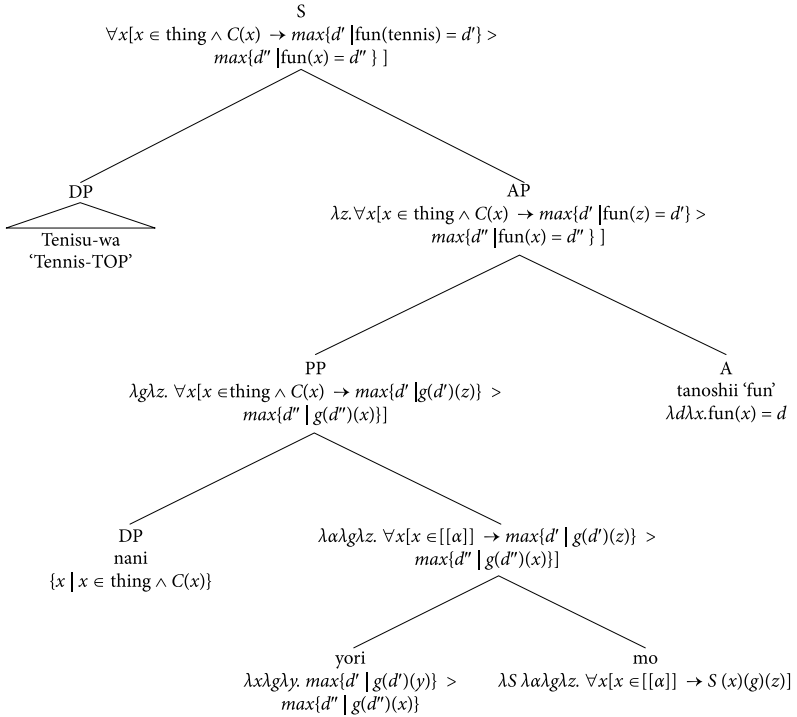 S
∀x[x ∈ thing ∧ C(x) → max{d′ |fun(tennis) = d′} >
max{d″ |fun(x) = d″ } ]
DP
Tenisu-wa
‘Tennis-TOP’
AP
λz.∀x[x ∈ thing ∧ C(x) → max{d′ |fun(z) = d′} >
max{d″ |fun(x) = d″ } ]
PP
λgλz. ∀x[x ∈thing ∧ C(x) → max{d′ |g(d′)(z)} >
max{d″ | g(d″)(x)}]
A
tanoshii ‘fun’
λdλx.fun(x) = d
DP
nani
{x | x ∈ thing ∧ C(x)}
λαλgλz. ∀x[x ∈[[α]] → max{d′ | g(d′)(z)} >
max{d″ | g(d″)(x)}]
yori
λxλgλy. max{d′ | g(d′)(y)} >
max{d″ | g(d″)(x)}
mo
λS λαλgλz. ∀x[x ∈[[α]] → S (x)(g)(z)]